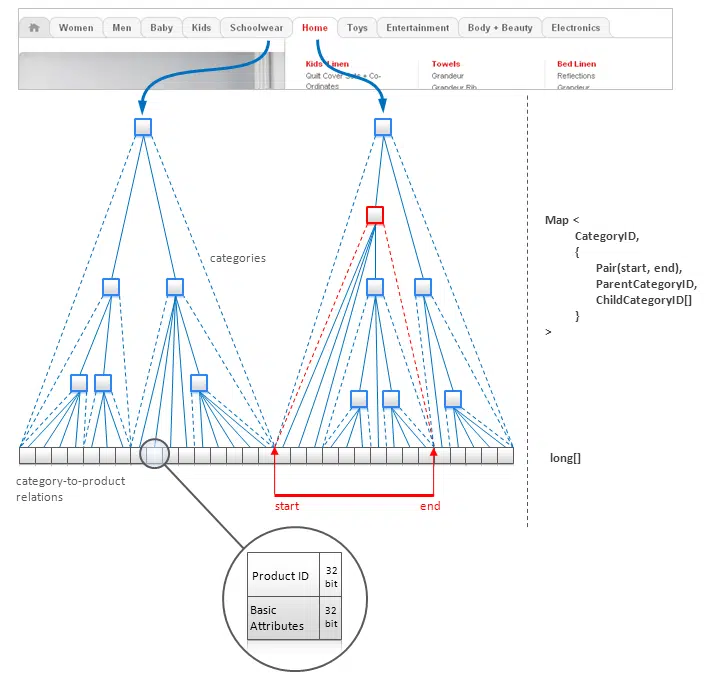 Women Men Baby Kids Schoolwear Home Toys Entertainment Body + Beauty Electronics
Kids Linen Towels Bed Linen
Quilt Cover Sets + Co- Grandeur Reflections
Ordinates Grandeur Rib Grandeur
categories
Map <
CategoryID,
{
Pair(start, end),
ParentCategoryID,
ChildCategoryID[]
}
>
long[]
category-to-product
relations
start end
Product ID 32
bit
Basic 32
Attributes bit